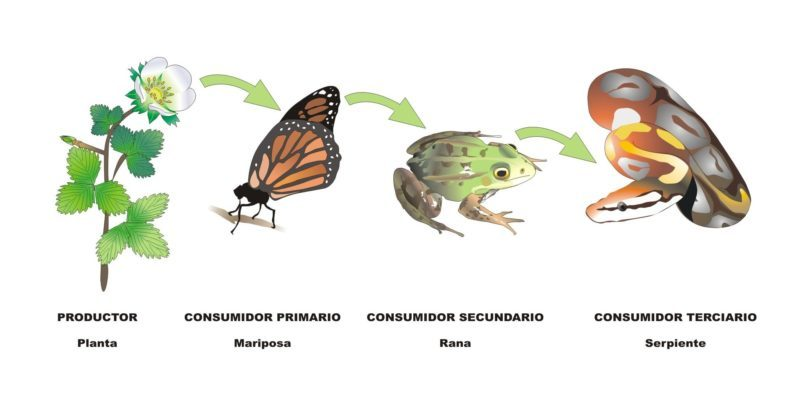 PRODUCTOR
Planta
CONSUMIDOR PRIMARIO
Mariposa
CONSUMIDOR SECUNDARIO
Rana
CONSUMIDOR TERCIARIO
Serpiente